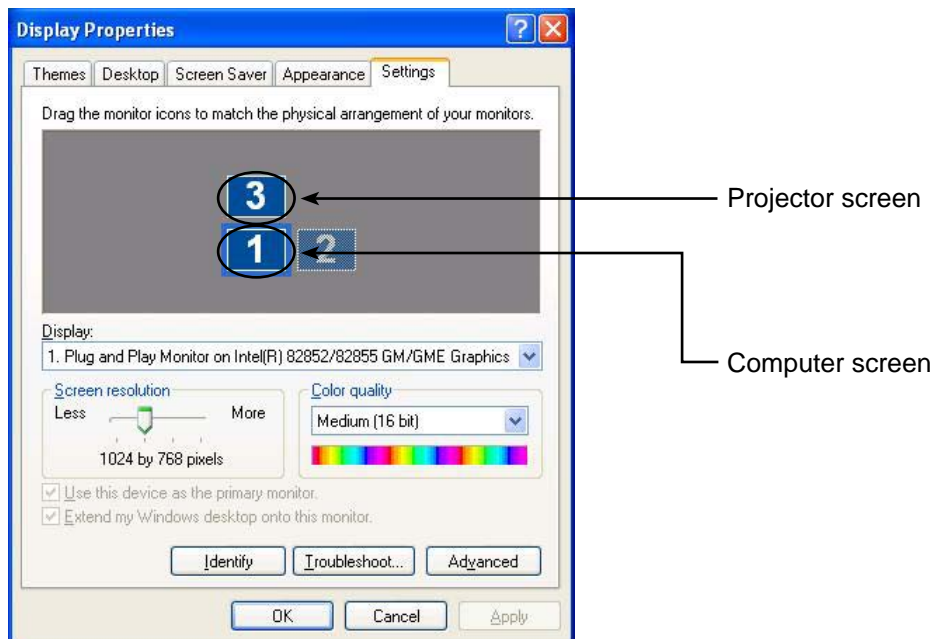 Display Properties
Themes Desktop Screen Saver Appearance Settings
Drag the monitor icons to match the physical arrangement of your monitors.
3
Projector screen
1 2
Display:
1. Plug and Play Monitor on Intel(R) 82852/82855 GM/GME Graphics
Computer screen
Screen resolution
Less More
1024 by 768 pixels
Color quality
Medium (16 bit)
Use this device as the primary monitor.
Extend my Windows desktop onto this monitor.
Identify Troubleshoot... Advanced
OK Cancel Apply